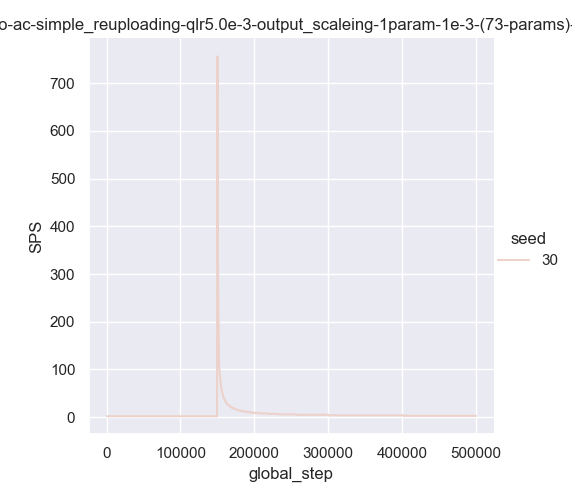 o-ac-simple_reuploading-qlr5.0e-3-output_scaleing-1param-1e-3-(73-params)-
SPS
700
600
500
400
300
200
100
0
0 100000 200000 300000 400000 500000
global_step
seed
30